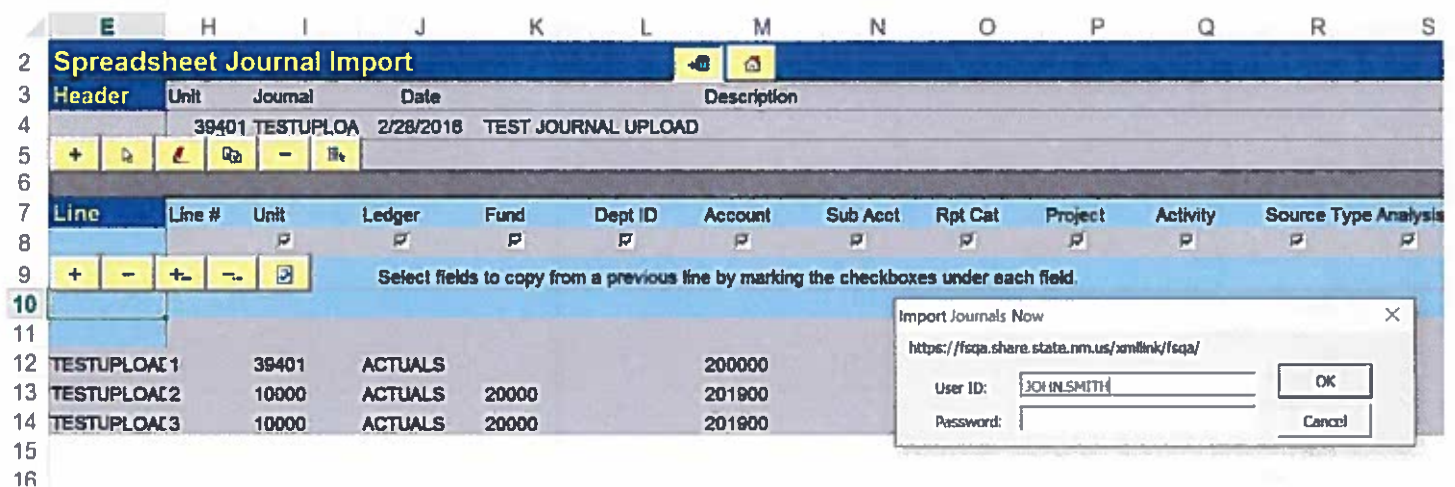 E H I J K L M N O P Q R S
2 Spreadsheet Journal Import
3 Header Unit Journal Date Description
4 39401 TESTUPLOA 2/28/2018 TEST JOURNAL UPLOAD
5
6
7 Line Line # Unit Ledger Fund Dept ID Account Sub Acct Rpt Cat Project Activity Source Type Analysis
8
9 Select fields to copy from a previous line by marking the checkboxes under each field.
10
11
12 TESTUPLOAD 1 39401 ACTUALS 200000
13 TESTUPLOAD 2 10000 ACTUALS 20000 201900
14 TESTUPLOAD 3 10000 ACTUALS 20000 201900
15
16
Import Journals Now
https://fsqa.share.state.nm.us/xmllink/fsqa/
User ID: JOHN.SMITH
OK
Password:
Cancel